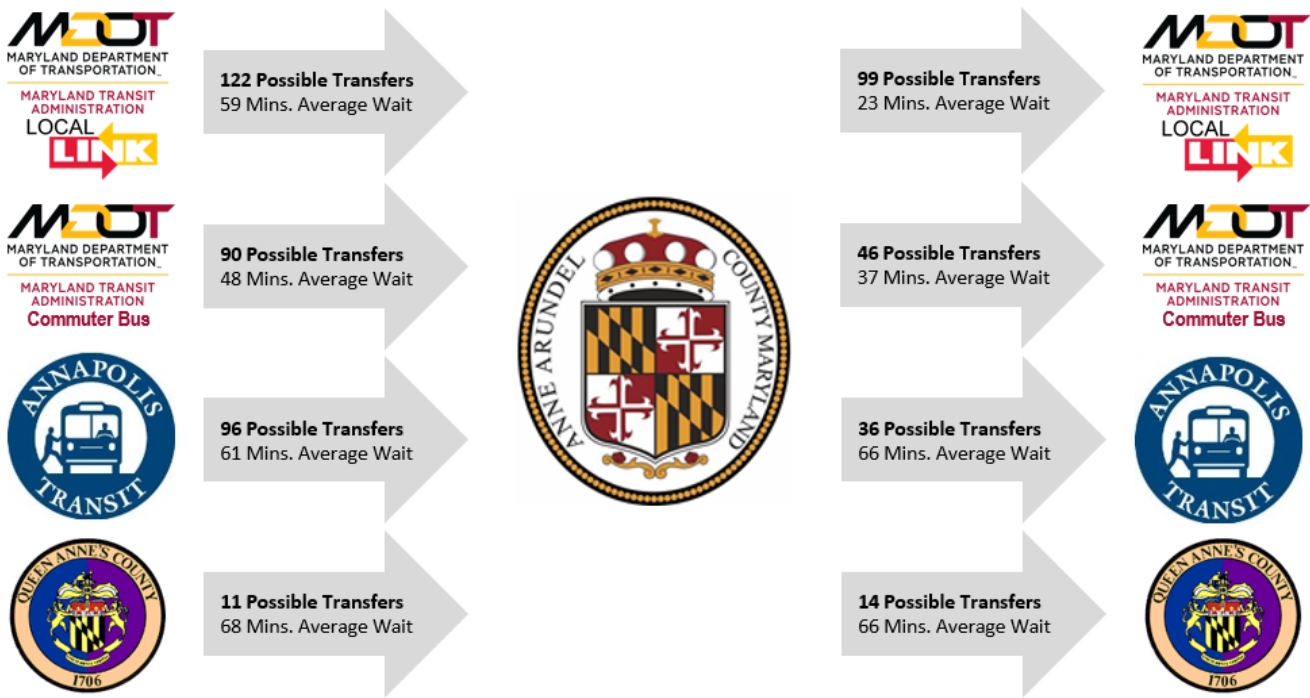 MDOT
MARYLAND DEPARTMENT
OF TRANSPORTATION
MARYLAND TRANSIT
ADMINISTRATION
LOCAL
LINK
122 Possible Transfers
59 Mins. Average Wait
99 Possible Transfers
23 Mins. Average Wait
MDOT
MARYLAND DEPARTMENT
OF TRANSPORTATION
MARYLAND TRANSIT
ADMINISTRATION
LOCAL
LINK
MDOT
MARYLAND DEPARTMENT
OF TRANSPORTATION
MARYLAND TRANSIT
ADMINISTRATION
Commuter Bus
90 Possible Transfers
48 Mins. Average Wait
ANNE ARUNDEL
COUNTY MARYLAND
46 Possible Transfers
37 Mins. Average Wait
MDOT
MARYLAND DEPARTMENT
OF TRANSPORTATION
MARYLAND TRANSIT
ADMINISTRATION
Commuter Bus
ANNAPOLIS
TRANSIT
96 Possible Transfers
61 Mins. Average Wait
36 Possible Transfers
66 Mins. Average Wait
ANNAPOLIS
TRANSIT
QUEEN ANNE'S COUNTY
1706
11 Possible Transfers
68 Mins. Average Wait
14 Possible Transfers
66 Mins. Average Wait
QUEEN ANNE'S COUNTY
1706